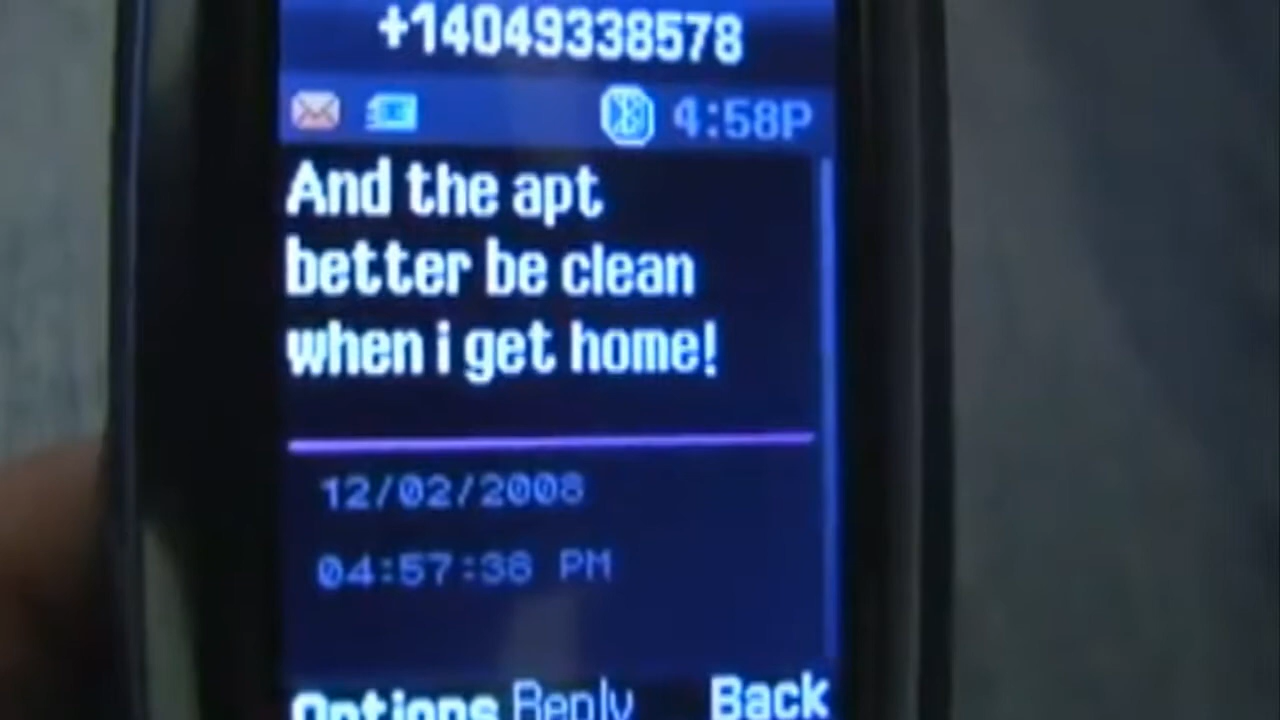 +14049338578
4:58P
And the apt
better be clean
when i get home!
12/02/2008
04:57:38 PM
Options Reply Back